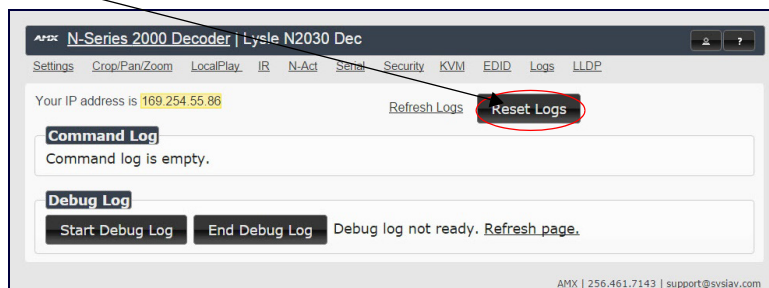 AMX N-Series 2000 Decoder | Lysle N2030 Dec ?
Settings Crop/Pan/Zoom LocalPlay IR N-Act Serial Security KVM EDID Logs LLDP
Your IP address is 169.254.55.86 Refresh Logs Reset Logs
Command Log
Command log is empty.
Debug Log
Start Debug Log End Debug Log Debug log not ready. Refresh page.
AMX | 256.461.7143 | support@svsiav.com